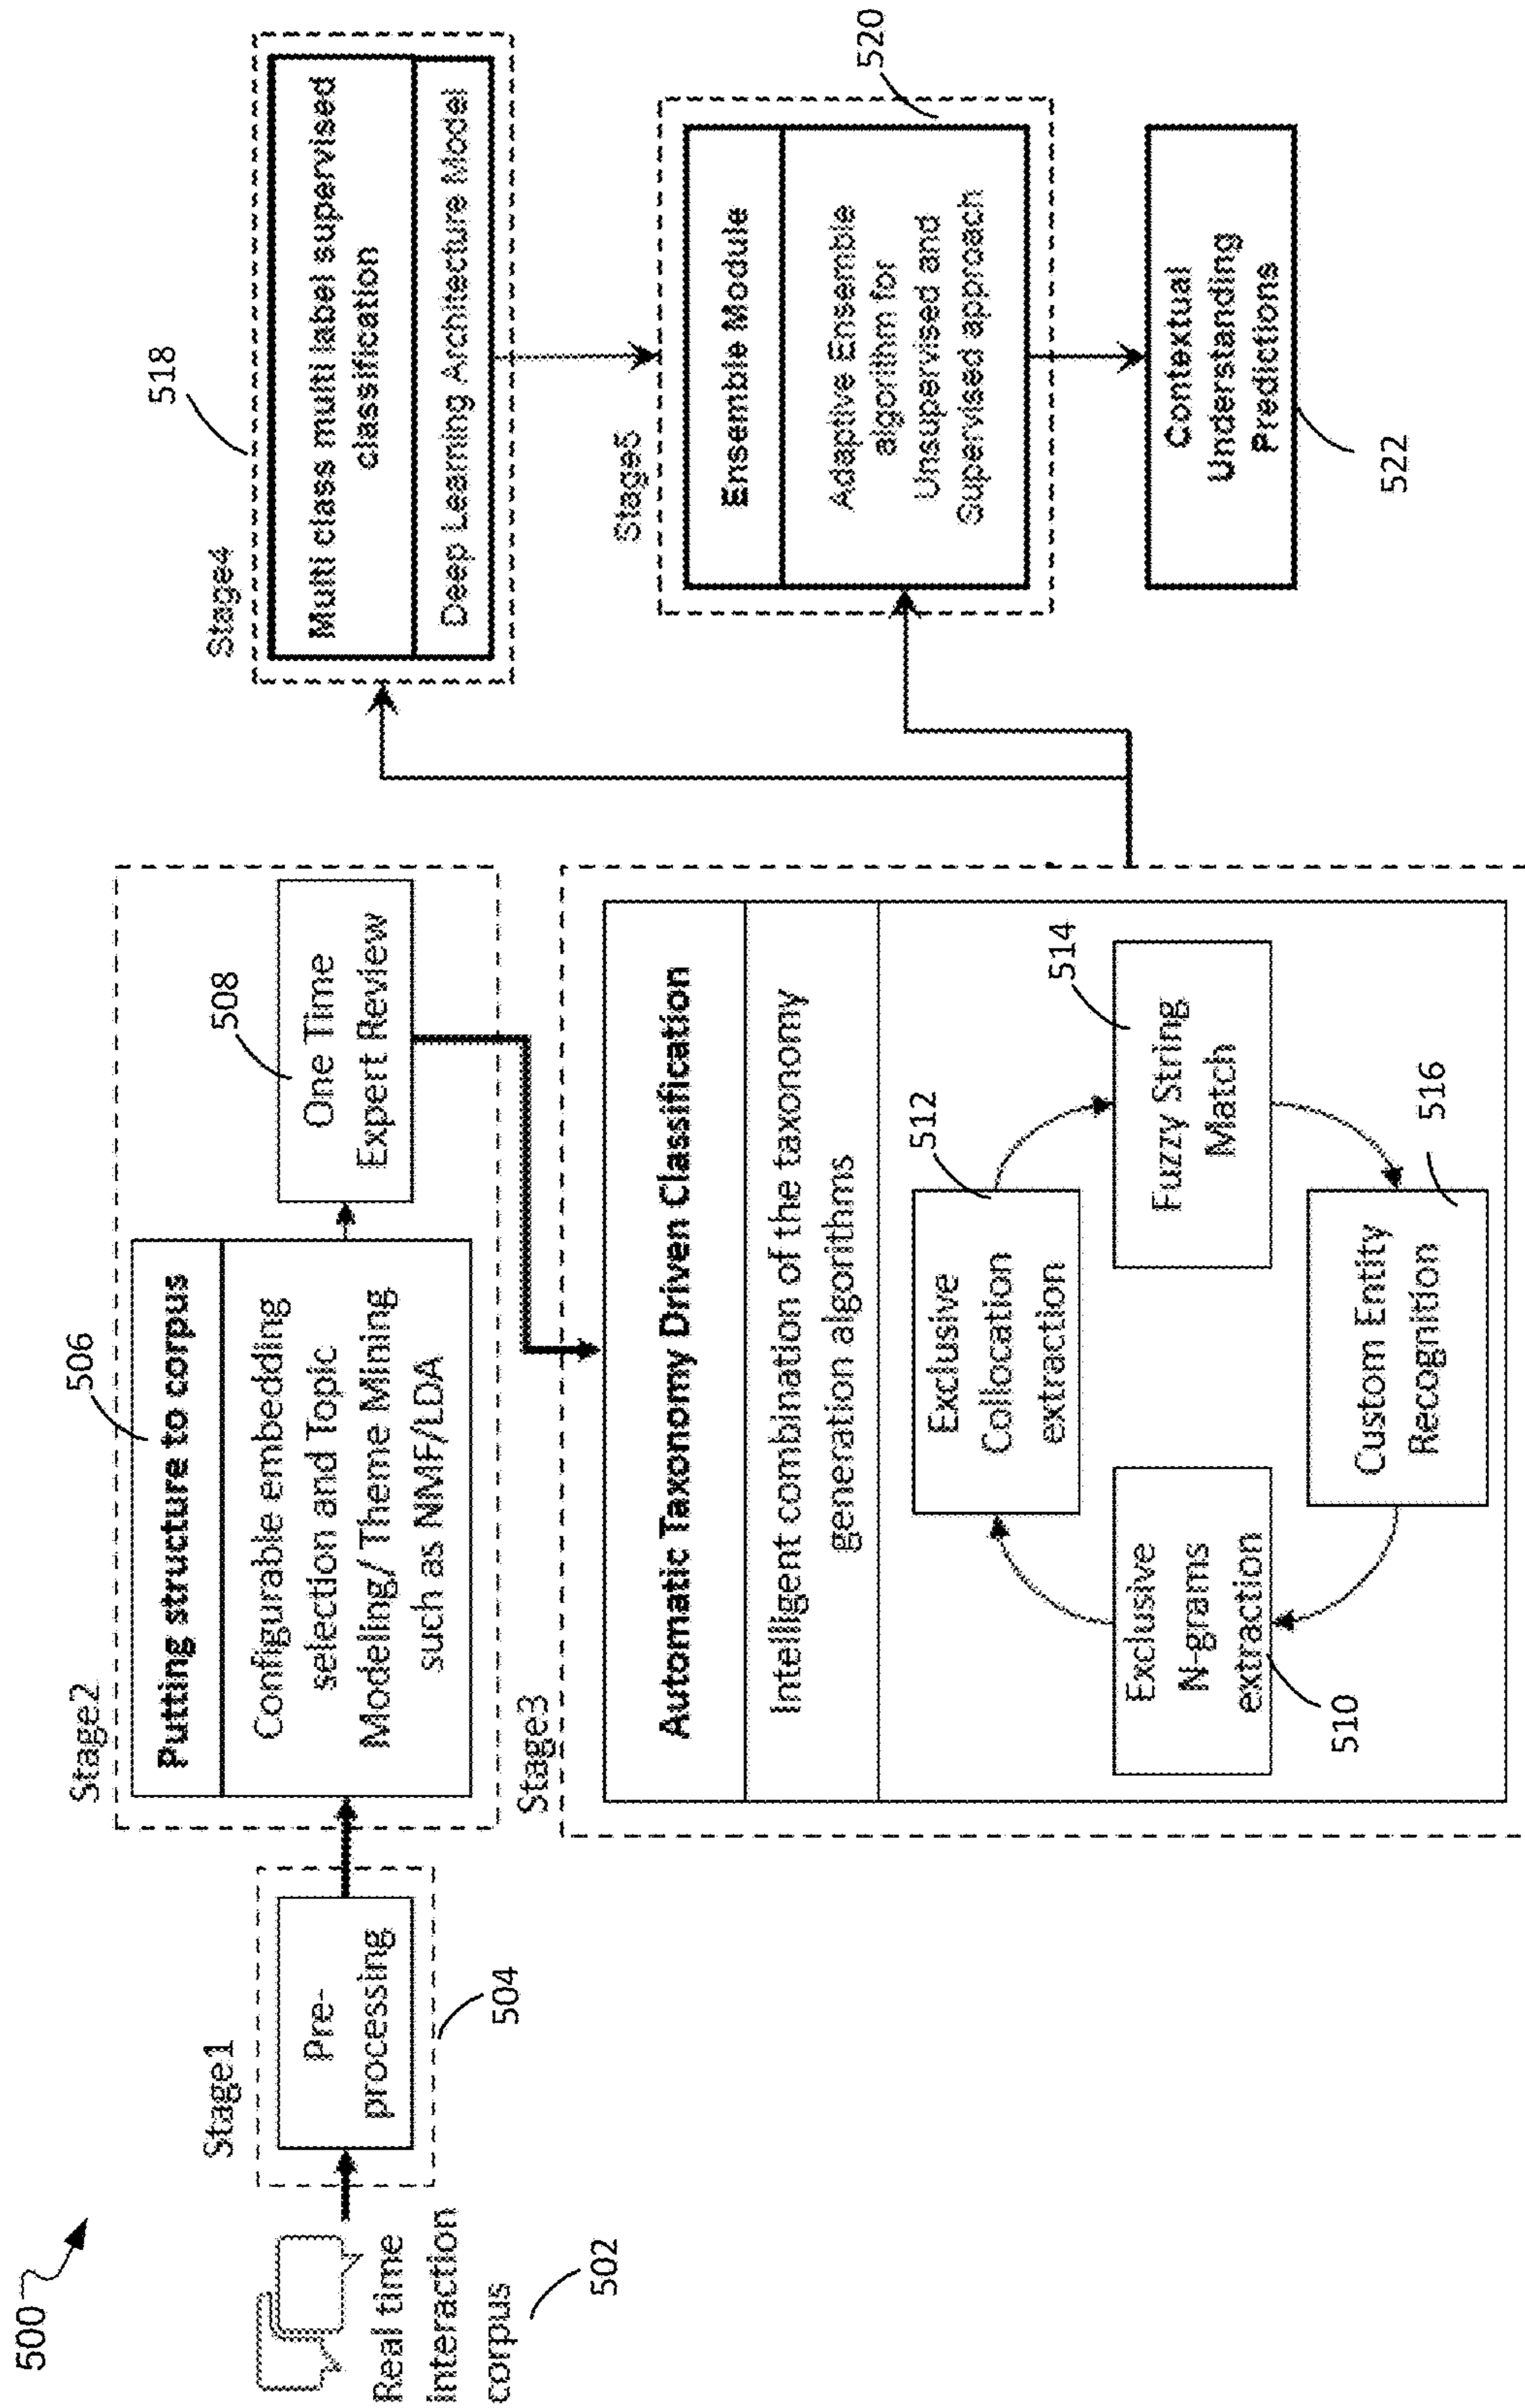 500
Real time
interaction
corpus
502
Stage1
Pre-
processing
504
Stage2
506
Putting structure to corpus
Configurable embedding
selection and Topic
Modeling/ Theme Mining
such as NMF/LDA
508
One Time
Expert Review
Stage3
Automatic Taxonomy Driven Classification
Intelligent combination of the taxonomy
generation algorithms
Exclusive
N-grams
extraction
510
512
Exclusive
Collocation
extraction
514
Fuzzy String
Match
516
Custom Entity
Recognition
Stage4
518
Multi class multi label supervised
classification
Deep Learning Architecture Model
Stage5
520
Ensemble Module
Adaptive Ensemble
algorithm for
Unsupervised and
Supervised approach
Contextual
Understanding
Predictions
522